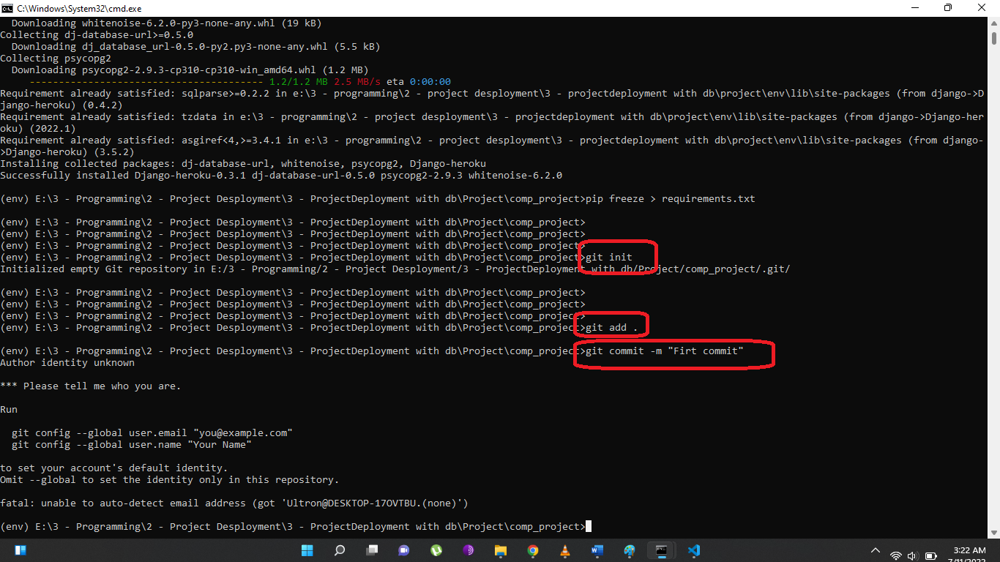 C:\Windows\System32\cmd.exe
Downloading whitenoise-6.2.0-py3-none-any.whl (19 kB)
Collecting dj-database-url>=0.5.0
Downloading dj_database_url-0.5.0-py2.py3-none-any.whl (5.5 kB)
Collecting psycopg2
Downloading psycopg2-2.9.3-cp310-cp310-win_amd64.whl (1.2 MB)
---------------------------------------- 1.2/1.2 MB 2.5 MB/s eta 0:00:00
Requirement already satisfied: sqlparse>=0.2.2 in e:\3 - programming\2 - project desployment\3 - projectdeployment with db\project\env\lib\site-packages (from django->D
jango-heroku) (0.4.2)
Requirement already satisfied: tzdata in e:\3 - programming\2 - project desployment\3 - projectdeployment with db\project\env\lib\site-packages (from django->Django-her
oku) (2022.1)
Requirement already satisfied: asgiref<4,>=3.4.1 in e:\3 - programming\2 - project desployment\3 - projectdeployment with db\project\env\lib\site-packages (from django-
>Django-heroku) (3.5.2)
Installing collected packages: dj-database-url, whitenoise, psycopg2, Django-heroku
Successfully installed Django-heroku-0.3.1 dj-database-url-0.5.0 psycopg2-2.9.3 whitenoise-6.2.0
(env) E:\3 - Programming\2 - Project Desployment\3 - ProjectDeployment with db\Project\comp_project>pip freeze > requirements.txt
(env) E:\3 - Programming\2 - Project Desployment\3 - ProjectDeployment with db\Project\comp_project>
(env) E:\3 - Programming\2 - Project Desployment\3 - ProjectDeployment with db\Project\comp_project>
(env) E:\3 - Programming\2 - Project Desployment\3 - ProjectDeployment with db\Project\comp_project>
(env) E:\3 - Programming\2 - Project Desployment\3 - ProjectDeployment with db\Project\comp_project>git init
Initialized empty Git repository in E:/3 - Programming/2 - Project Desployment/3 - ProjectDeployment with db/Project/comp_project/.git/
(env) E:\3 - Programming\2 - Project Desployment\3 - ProjectDeployment with db\Project\comp_project>
(env) E:\3 - Programming\2 - Project Desployment\3 - ProjectDeployment with db\Project\comp_project>
(env) E:\3 - Programming\2 - Project Desployment\3 - ProjectDeployment with db\Project\comp_project>
(env) E:\3 - Programming\2 - Project Desployment\3 - ProjectDeployment with db\Project\comp_project>git add .
(env) E:\3 - Programming\2 - Project Desployment\3 - ProjectDeployment with db\Project\comp_project>git commit -m "Firt commit"
Author identity unknown
*** Please tell me who you are.
Run
git config --global user.email "you@example.com"
git config --global user.name "Your Name"
to set your account's default identity.
Omit --global to set the identity only in this repository.
fatal: unable to auto-detect email address (got 'Ultron@DESKTOP-17OVTBU.(none)')
(env) E:\3 - Programming\2 - Project Desployment\3 - ProjectDeployment with db\Project\comp_project>
3:22 AM
7/11/2022